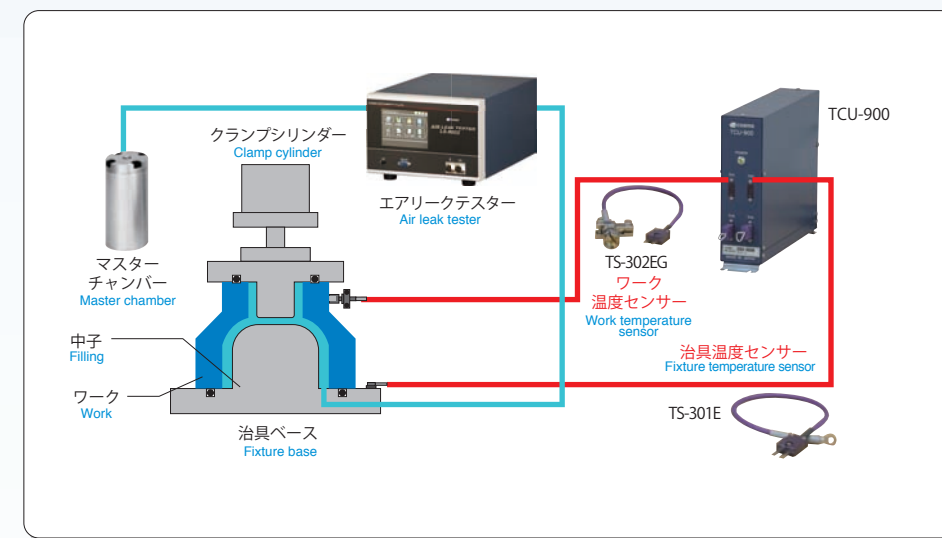 クランプシリンダー
Clamp cylinder
エアリークテスター
Air leak tester
TCU-900
TCU-900
マスター
チャンバー
Master chamber
TS-302EG
ワーク
温度センサー
Work temperature
sensor
中子
Filling
ワーク
Work
治具ベース
Fixture base
治具温度センサー
Fixture temperature sensor
TS-301E